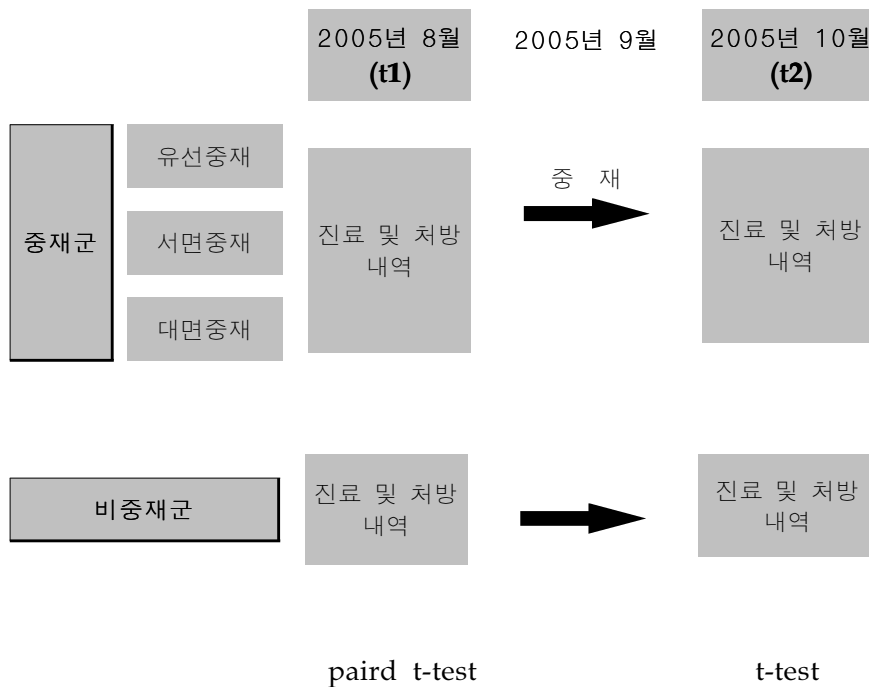 2005년 8월
(t1)
2005년 9월
2005년 10월
(t2)
중재군
유선중재
서면중재
대면중재
진료 및 처방
내역
중 재
진료 및 처방
내역
비중재군
진료 및 처방
내역
진료 및 처방
내역
paird t-test
t-test